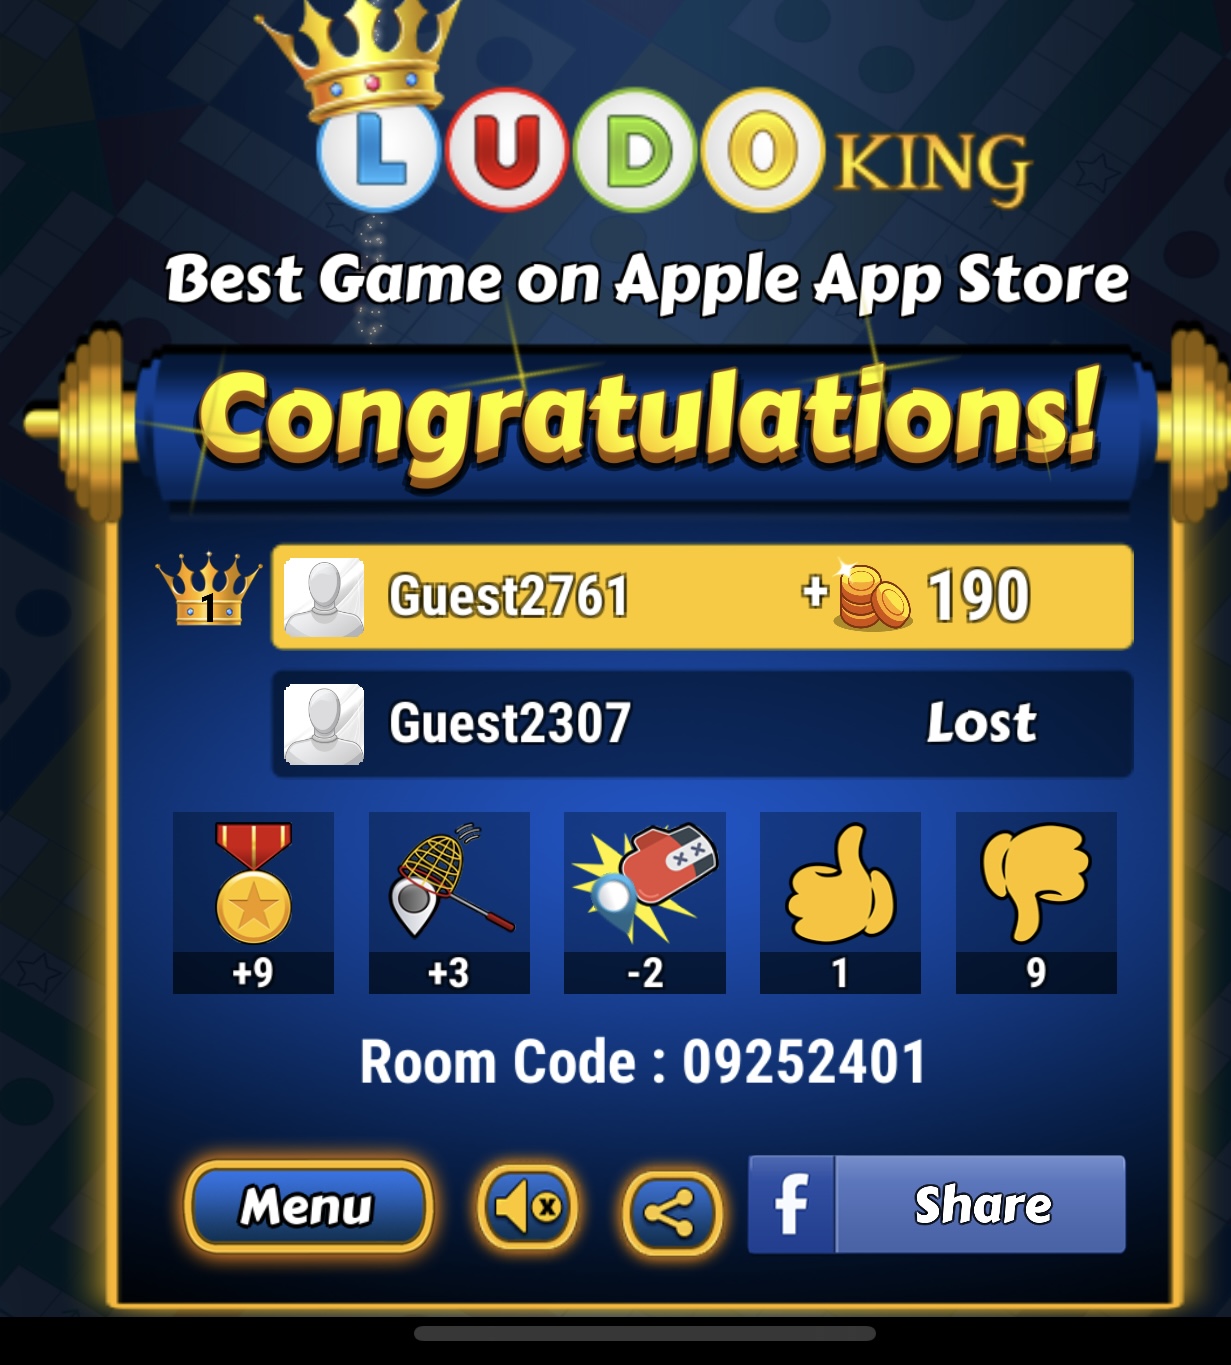 LUDO KING
Best Game on Apple App Store
Congratulations!
1 Guest2761 + 190
Guest2307 Lost
+9 +3 -2 1 9
Room Code : 09252401
Menu x f Share